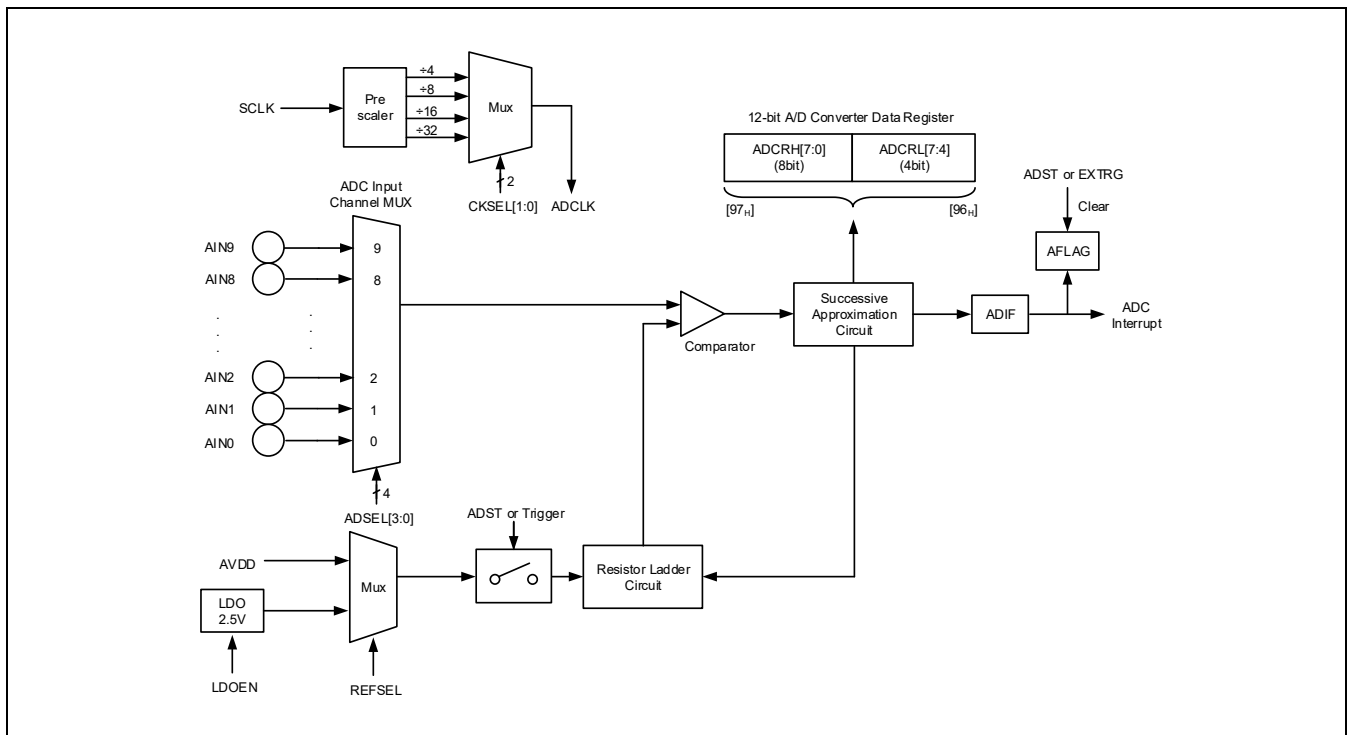 SCLK
Pre
scaler
÷4
÷8
÷16
÷32
Mux
2
CKSEL[1:0]
ADCLK
ADC Input
Channel MUX
AIN9
9
AIN8
8
. .
. .
. .
AIN2
2
AIN1
1
AIN0
0
4
ADSEL[3:0]
AVDD
LDO
2.5V
LDOEN
Mux
REFSEL
ADST or Trigger
Resistor Ladder
Circuit
Comparator
Successive
Approximation
Circuit
12-bit A/D Converter Data Register
ADCRH[7:0]
(8bit)
ADCRL[7:4]
(4bit)
[97H]
[96H]
ADIF
ADST or EXTRG
Clear
AFLAG
ADC
Interrupt